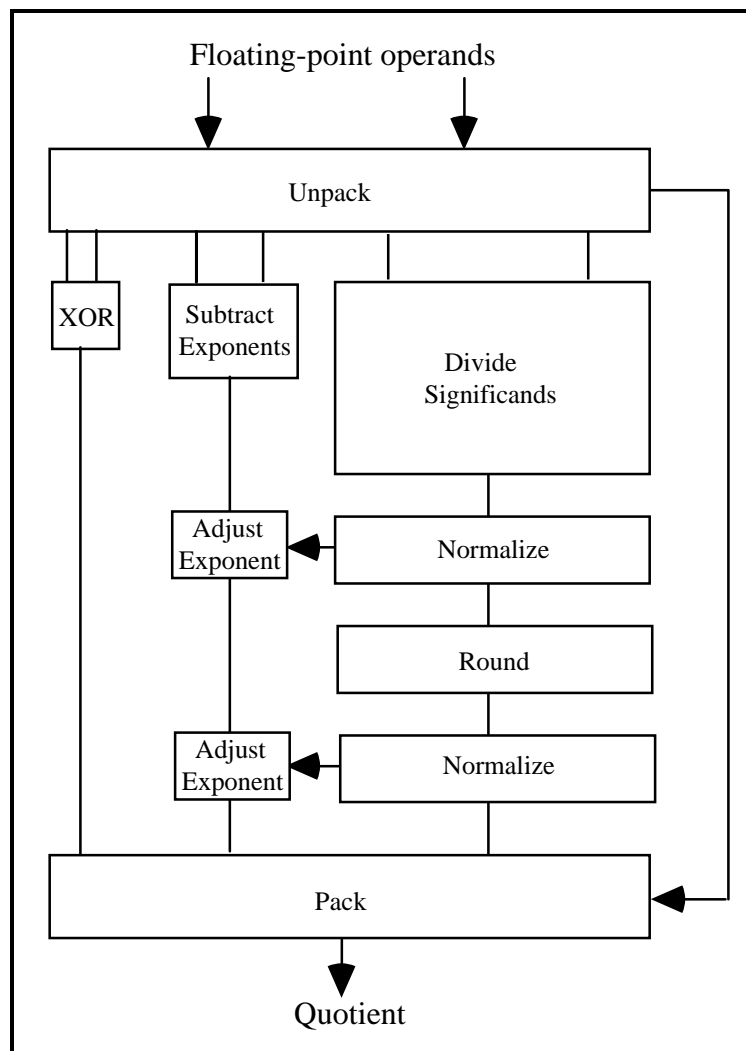 Floating-point operands
Unpack
XOR
Subtract
Exponents
Divide
Significands
Adjust
Exponent
Normalize
Round
Adjust
Exponent
Normalize
Pack
Quotient